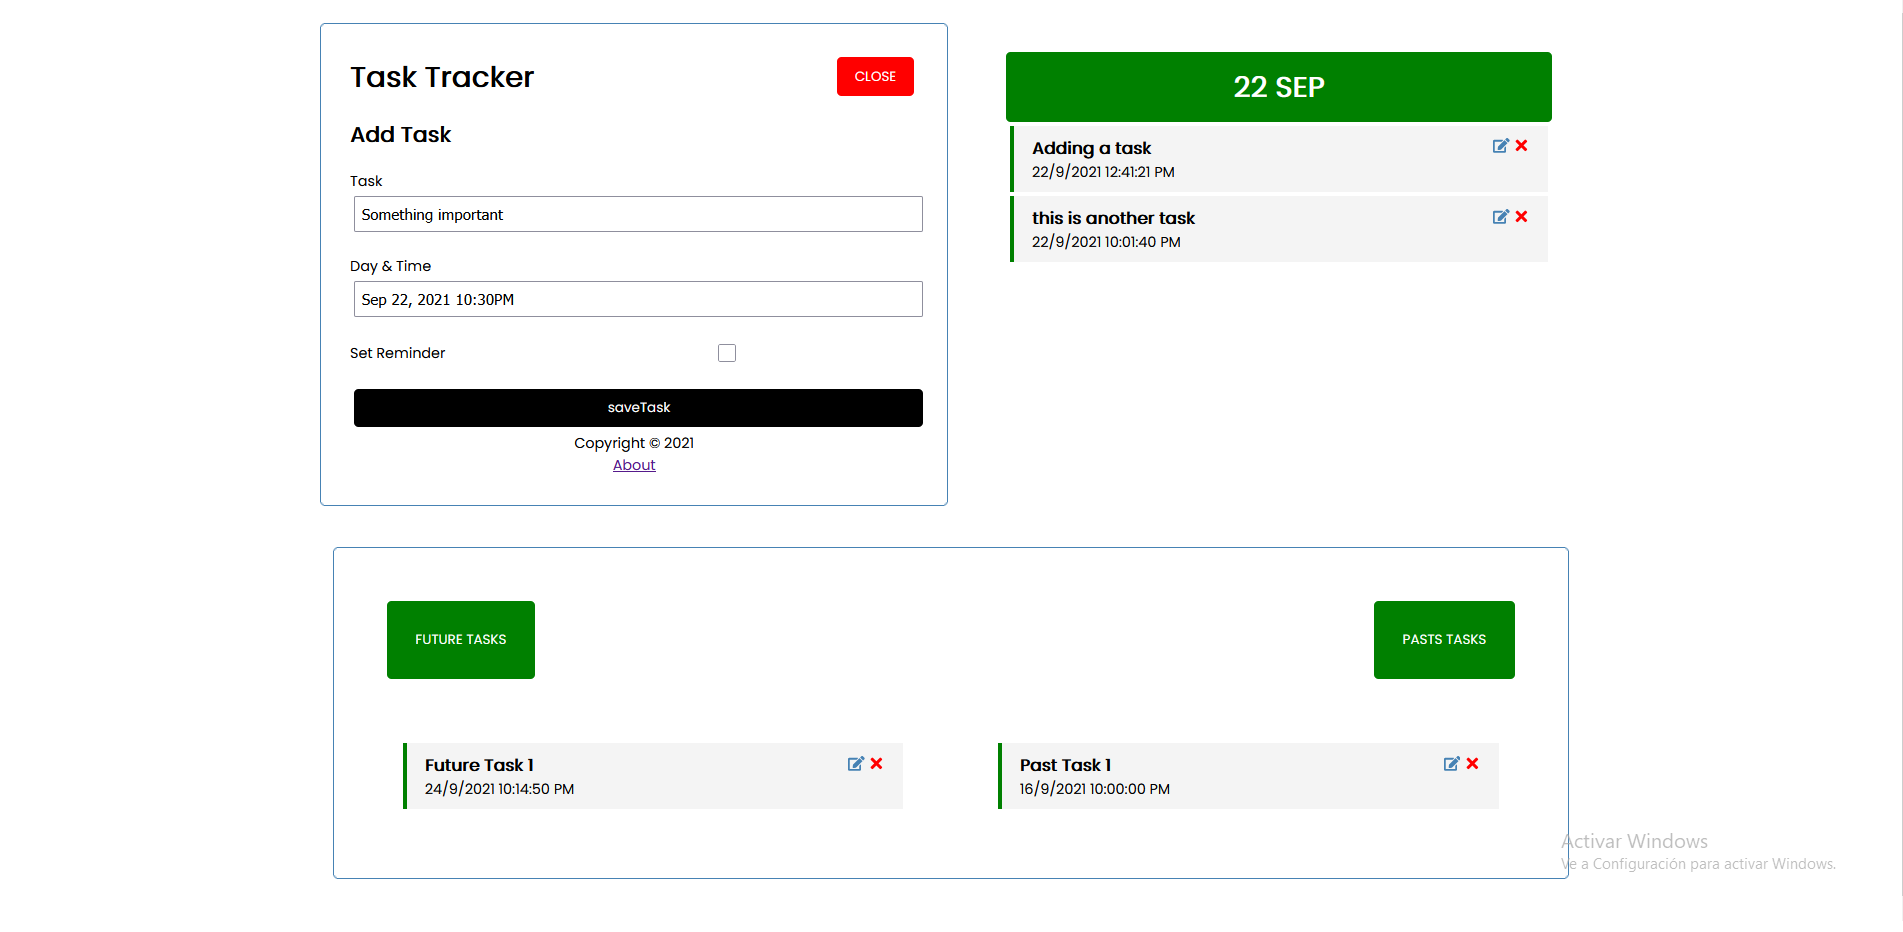 Task Tracker
CLOSE
Add Task
Task
Something important
Day & Time
Sep 22, 2021 10:30PM
Set Reminder
saveTask
Copyright © 2021
About
22 SEP
Adding a task
22/9/2021 12:41:21 PM
this is another task
22/9/2021 10:01:40 PM
FUTURE TASKS
PASTS TASKS
Future Task 1
24/9/2021 10:14:50 PM
Past Task 1
16/9/2021 10:00:00 PM
Activar Windows
Ve a Configuración para activar Windows.